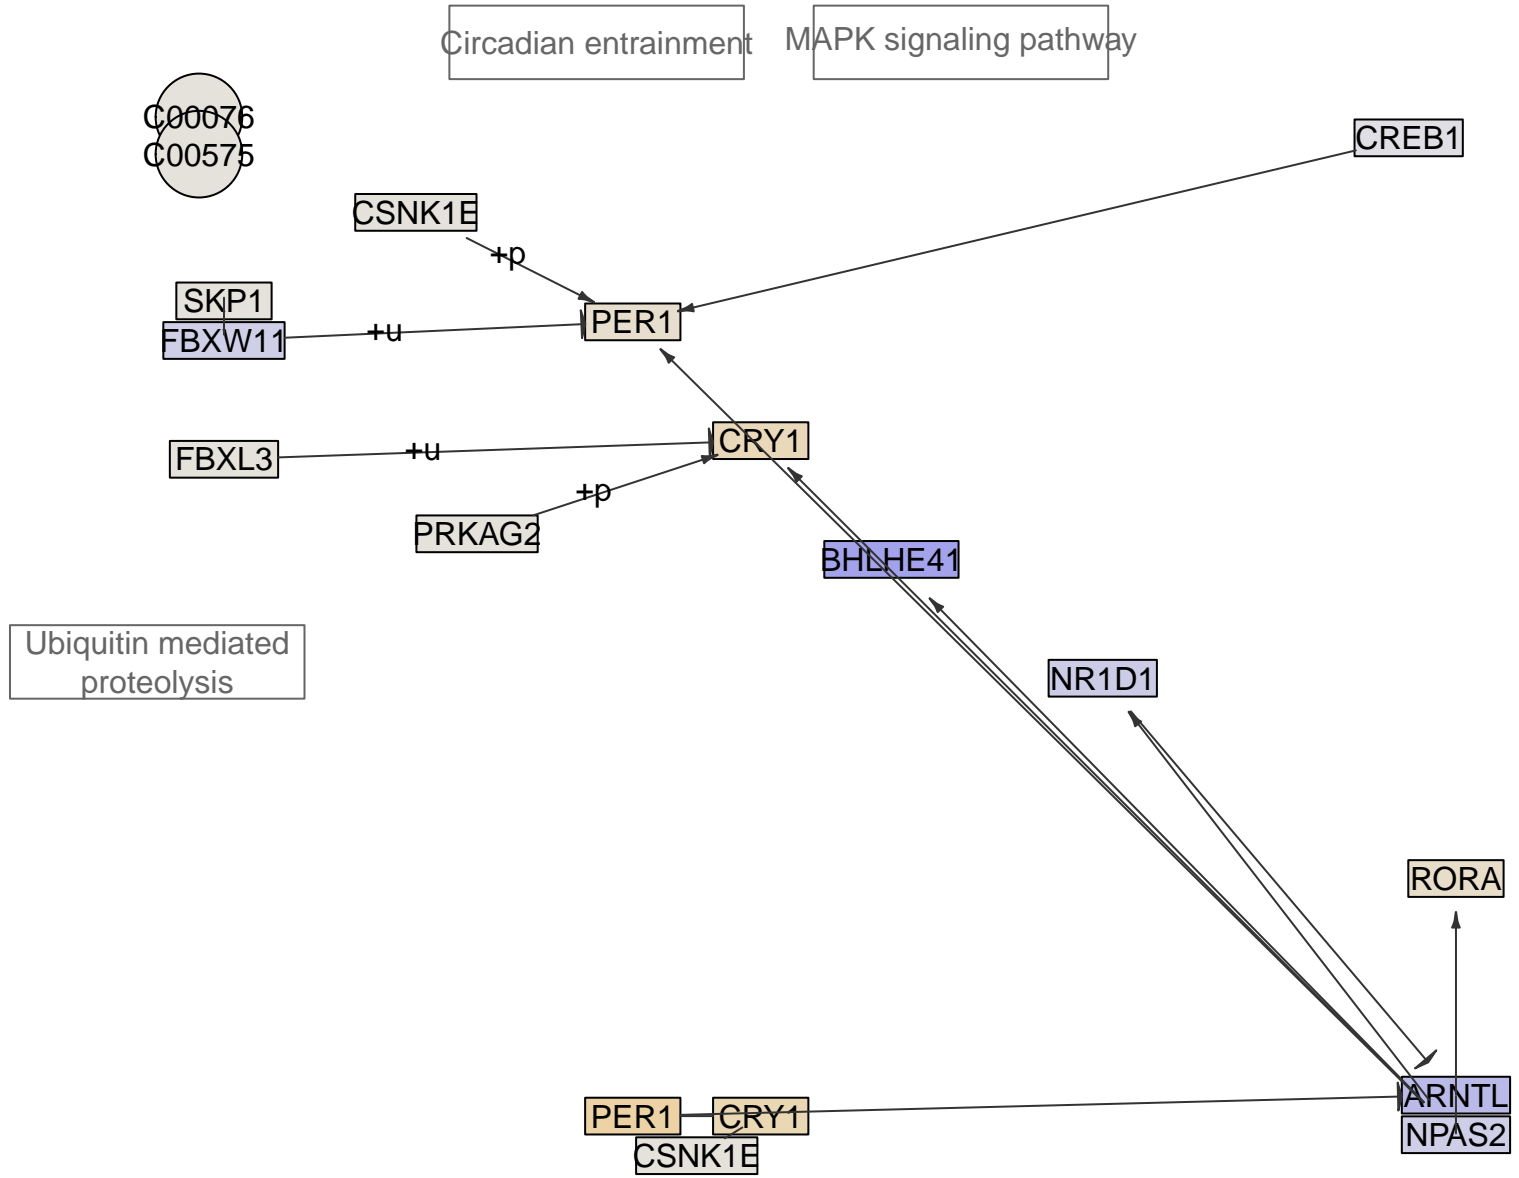 Circadian entrainment
MAPK signaling pathway
C00076
C00575
CREB1
CSNK1E
+p
SKP1
FBXW11
+u
PER1
FBXL3
+u
CRY1
PRKAG2
+p
BHLHE41
Ubiquitin mediated
proteolysis
NR1D1
RORA
ARNTL
NPAS2
PER1
CRY1
CSNK1E